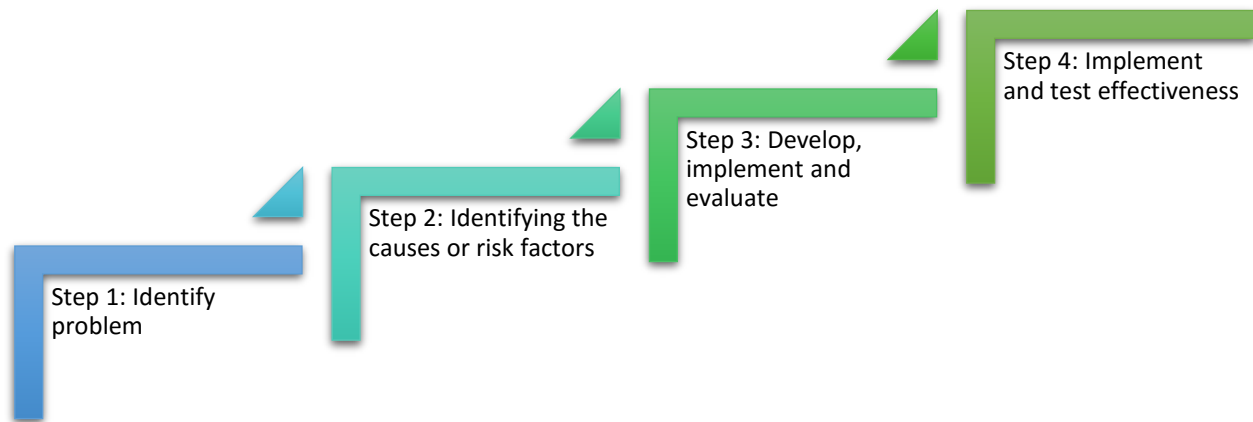 Step 1: Identify
problem
Step 2: Identifying the
causes or risk factors
Step 3: Develop,
implement and
evaluate
Step 4: Implement
and test effectiveness